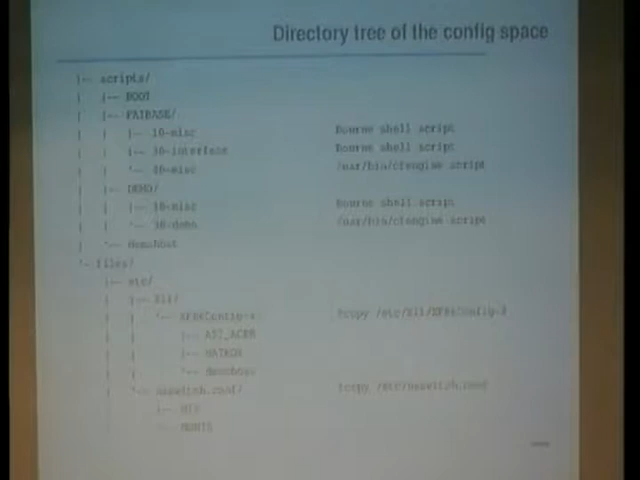 Directory tree of the config space
|-- scripts/
|   |-- BOOT
|   |-- FAIBASE/
|   |   |-- 10-misc Bourne shell script
|   |   |-- 30-interface Bourne shell script
|   |   `-- 40-misc /usr/bin/cfengine script
|   |-- DEMO/
|   |   |-- 10-misc Bourne shell script
|   |   `-- 30-demo /usr/bin/cfengine script
|   `-- demohost
`-- files/
    |-- etc/
    |   |-- X11/
    |   |   `-- XF86Config-4 fcopy /etc/X11/XF86Config-4
    |   |       |-- ATI_ACER
    |   |       |-- MATROX
    |   |       `-- demohost
    |   `-- nsswitch.conf/ fcopy /etc/nsswitch.conf
    |       |-- NIS
    |       `-- NONIS